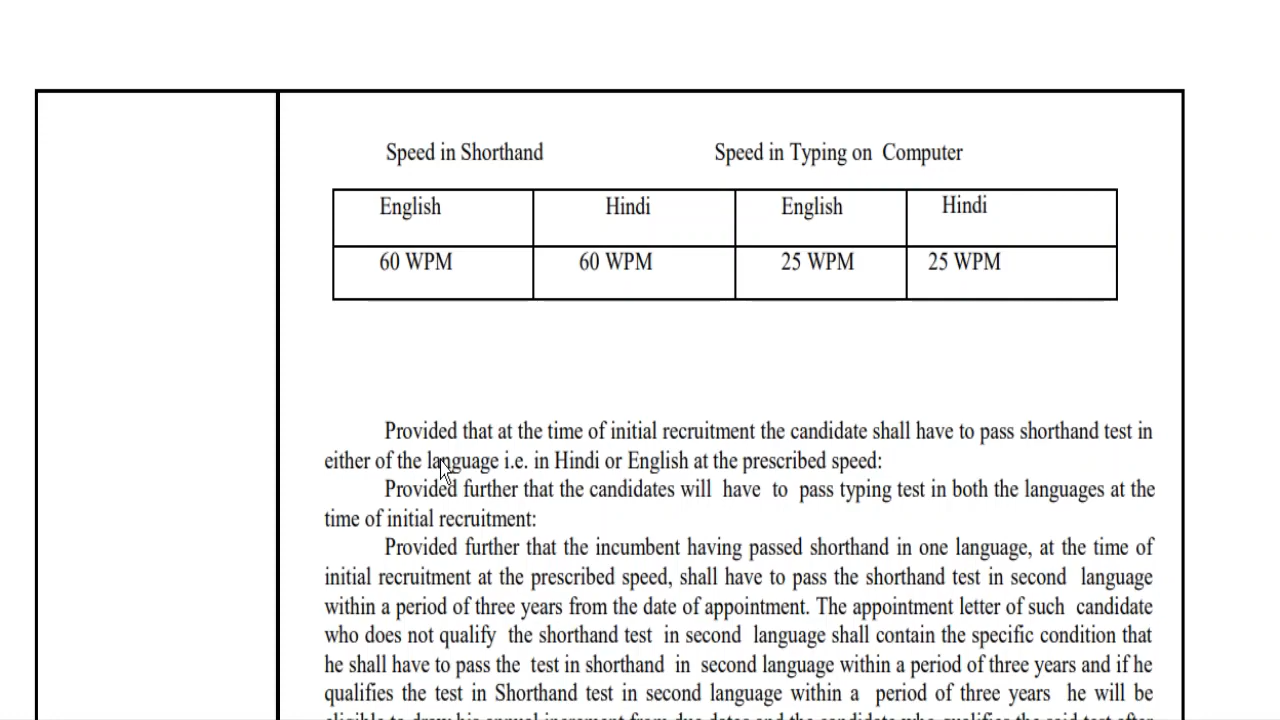 Speed in Shorthand Speed in Typing on Computer
English Hindi English Hindi
60 WPM 60 WPM 25 WPM 25 WPM
Provided that at the time of initial recruitment the candidate shall have to pass shorthand test in
either of the language i.e. in Hindi or English at the prescribed speed:
Provided further that the candidates will have to pass typing test in both the languages at the
time of initial recruitment:
Provided further that the incumbent having passed shorthand in one language, at the time of
initial recruitment at the prescribed speed, shall have to pass the shorthand test in second language
within a period of three years from the date of appointment. The appointment letter of such candidate
who does not qualify the shorthand test in second language shall contain the specific condition that
he shall have to pass the test in shorthand in second language within a period of three years and if he
qualifies the test in Shorthand test in second language within a period of three years he will be